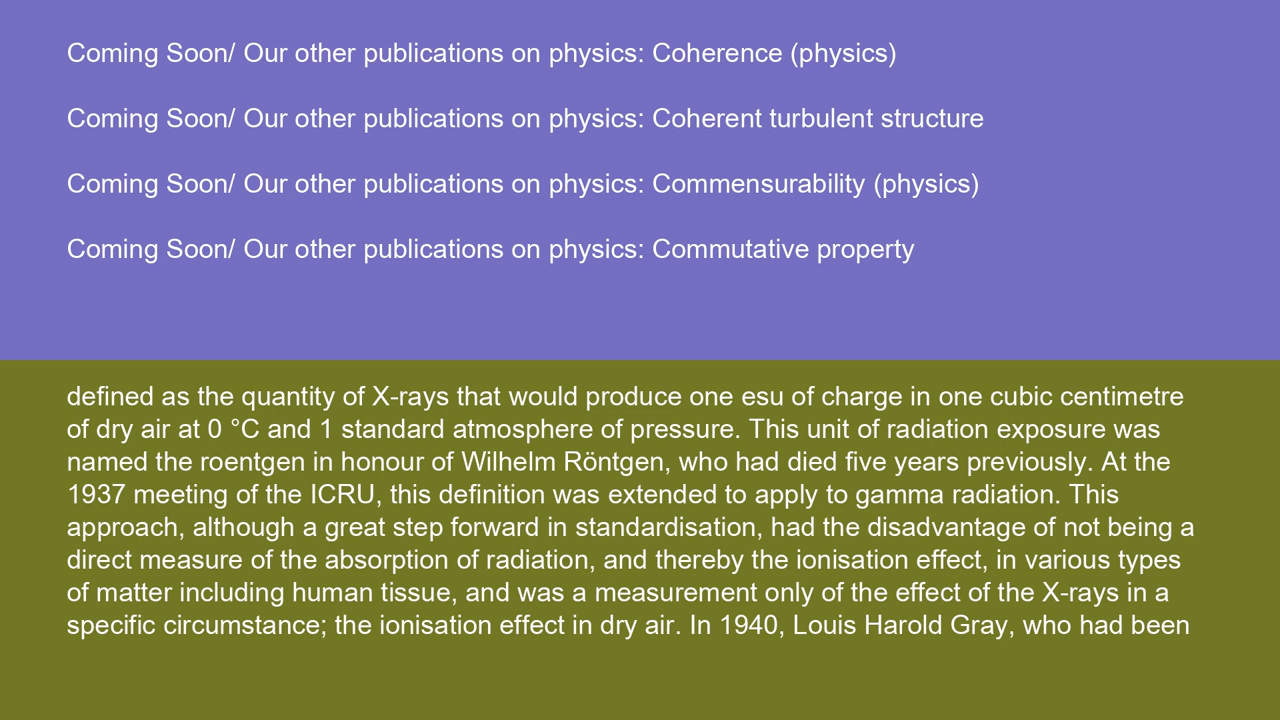 Coming Soon/ Our other publications on physics: Coherence (physics)
Coming Soon/ Our other publications on physics: Coherent turbulent structure
Coming Soon/ Our other publications on physics: Commensurability (physics)
Coming Soon/ Our other publications on physics: Commutative property
defined as the quantity of X-rays that would produce one esu of charge in one cubic centimetre
of dry air at 0 °C and 1 standard atmosphere of pressure. This unit of radiation exposure was
named the roentgen in honour of Wilhelm Röntgen, who had died five years previously. At the
1937 meeting of the ICRU, this definition was extended to apply to gamma radiation. This
approach, although a great step forward in standardisation, had the disadvantage of not being a
direct measure of the absorption of radiation, and thereby the ionisation effect, in various types
of matter including human tissue, and was a measurement only of the effect of the X-rays in a
specific circumstance; the ionisation effect in dry air. In 1940, Louis Harold Gray, who had been